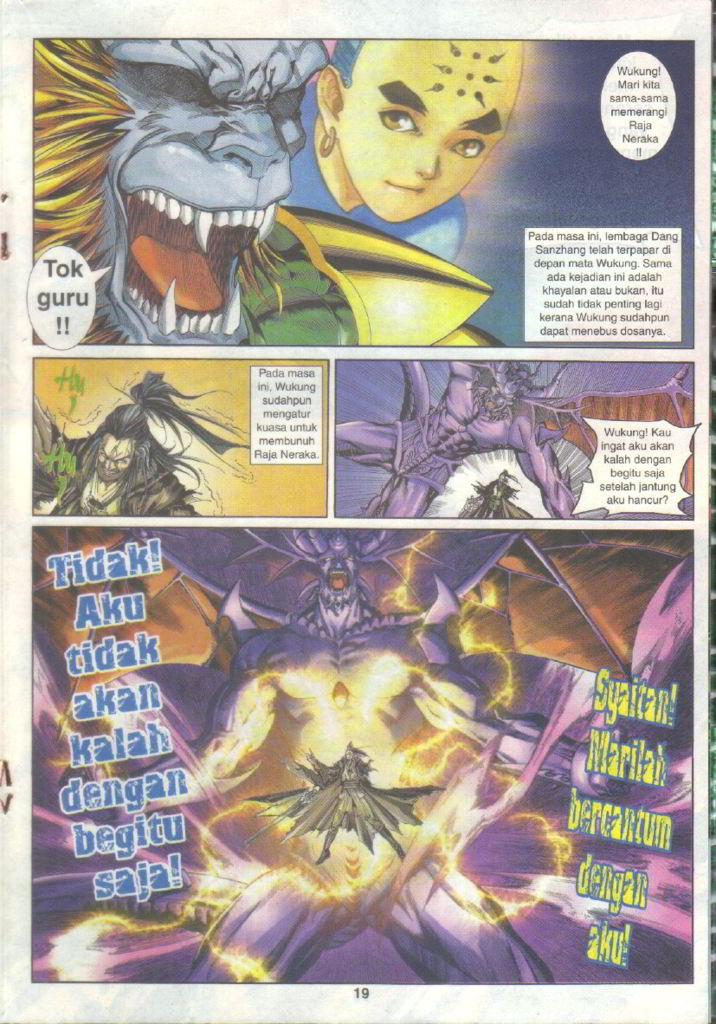 Wukung!
Mari kita
sama-sama
memerangi
Raja
Neraka
!!
Tok
guru
!!
Pada masa ini, lembaga Dang
Sanzhang telah terpapar di
depan mata Wukung. Sama
ada kejadian ini adalah
khayalan atau bukan, itu
sudah tidak penting lagi
kerana Wukung sudahpun
dapat menebus dosanya.
Hu
Hu
Pada masa
ini, Wukung
sudahpun
mengatur
kuasa untuk
membunuh
Raja Neraka.
Wukung! Kau
ingat aku akan
kalah dengan
begitu saja
setelah jantung
aku hancur?
Tidak!
Aku
tidak
akan
kalah
dengan
begitu
saja!
Syaitan!
Marilah
bercantum
dengan
aku!
19